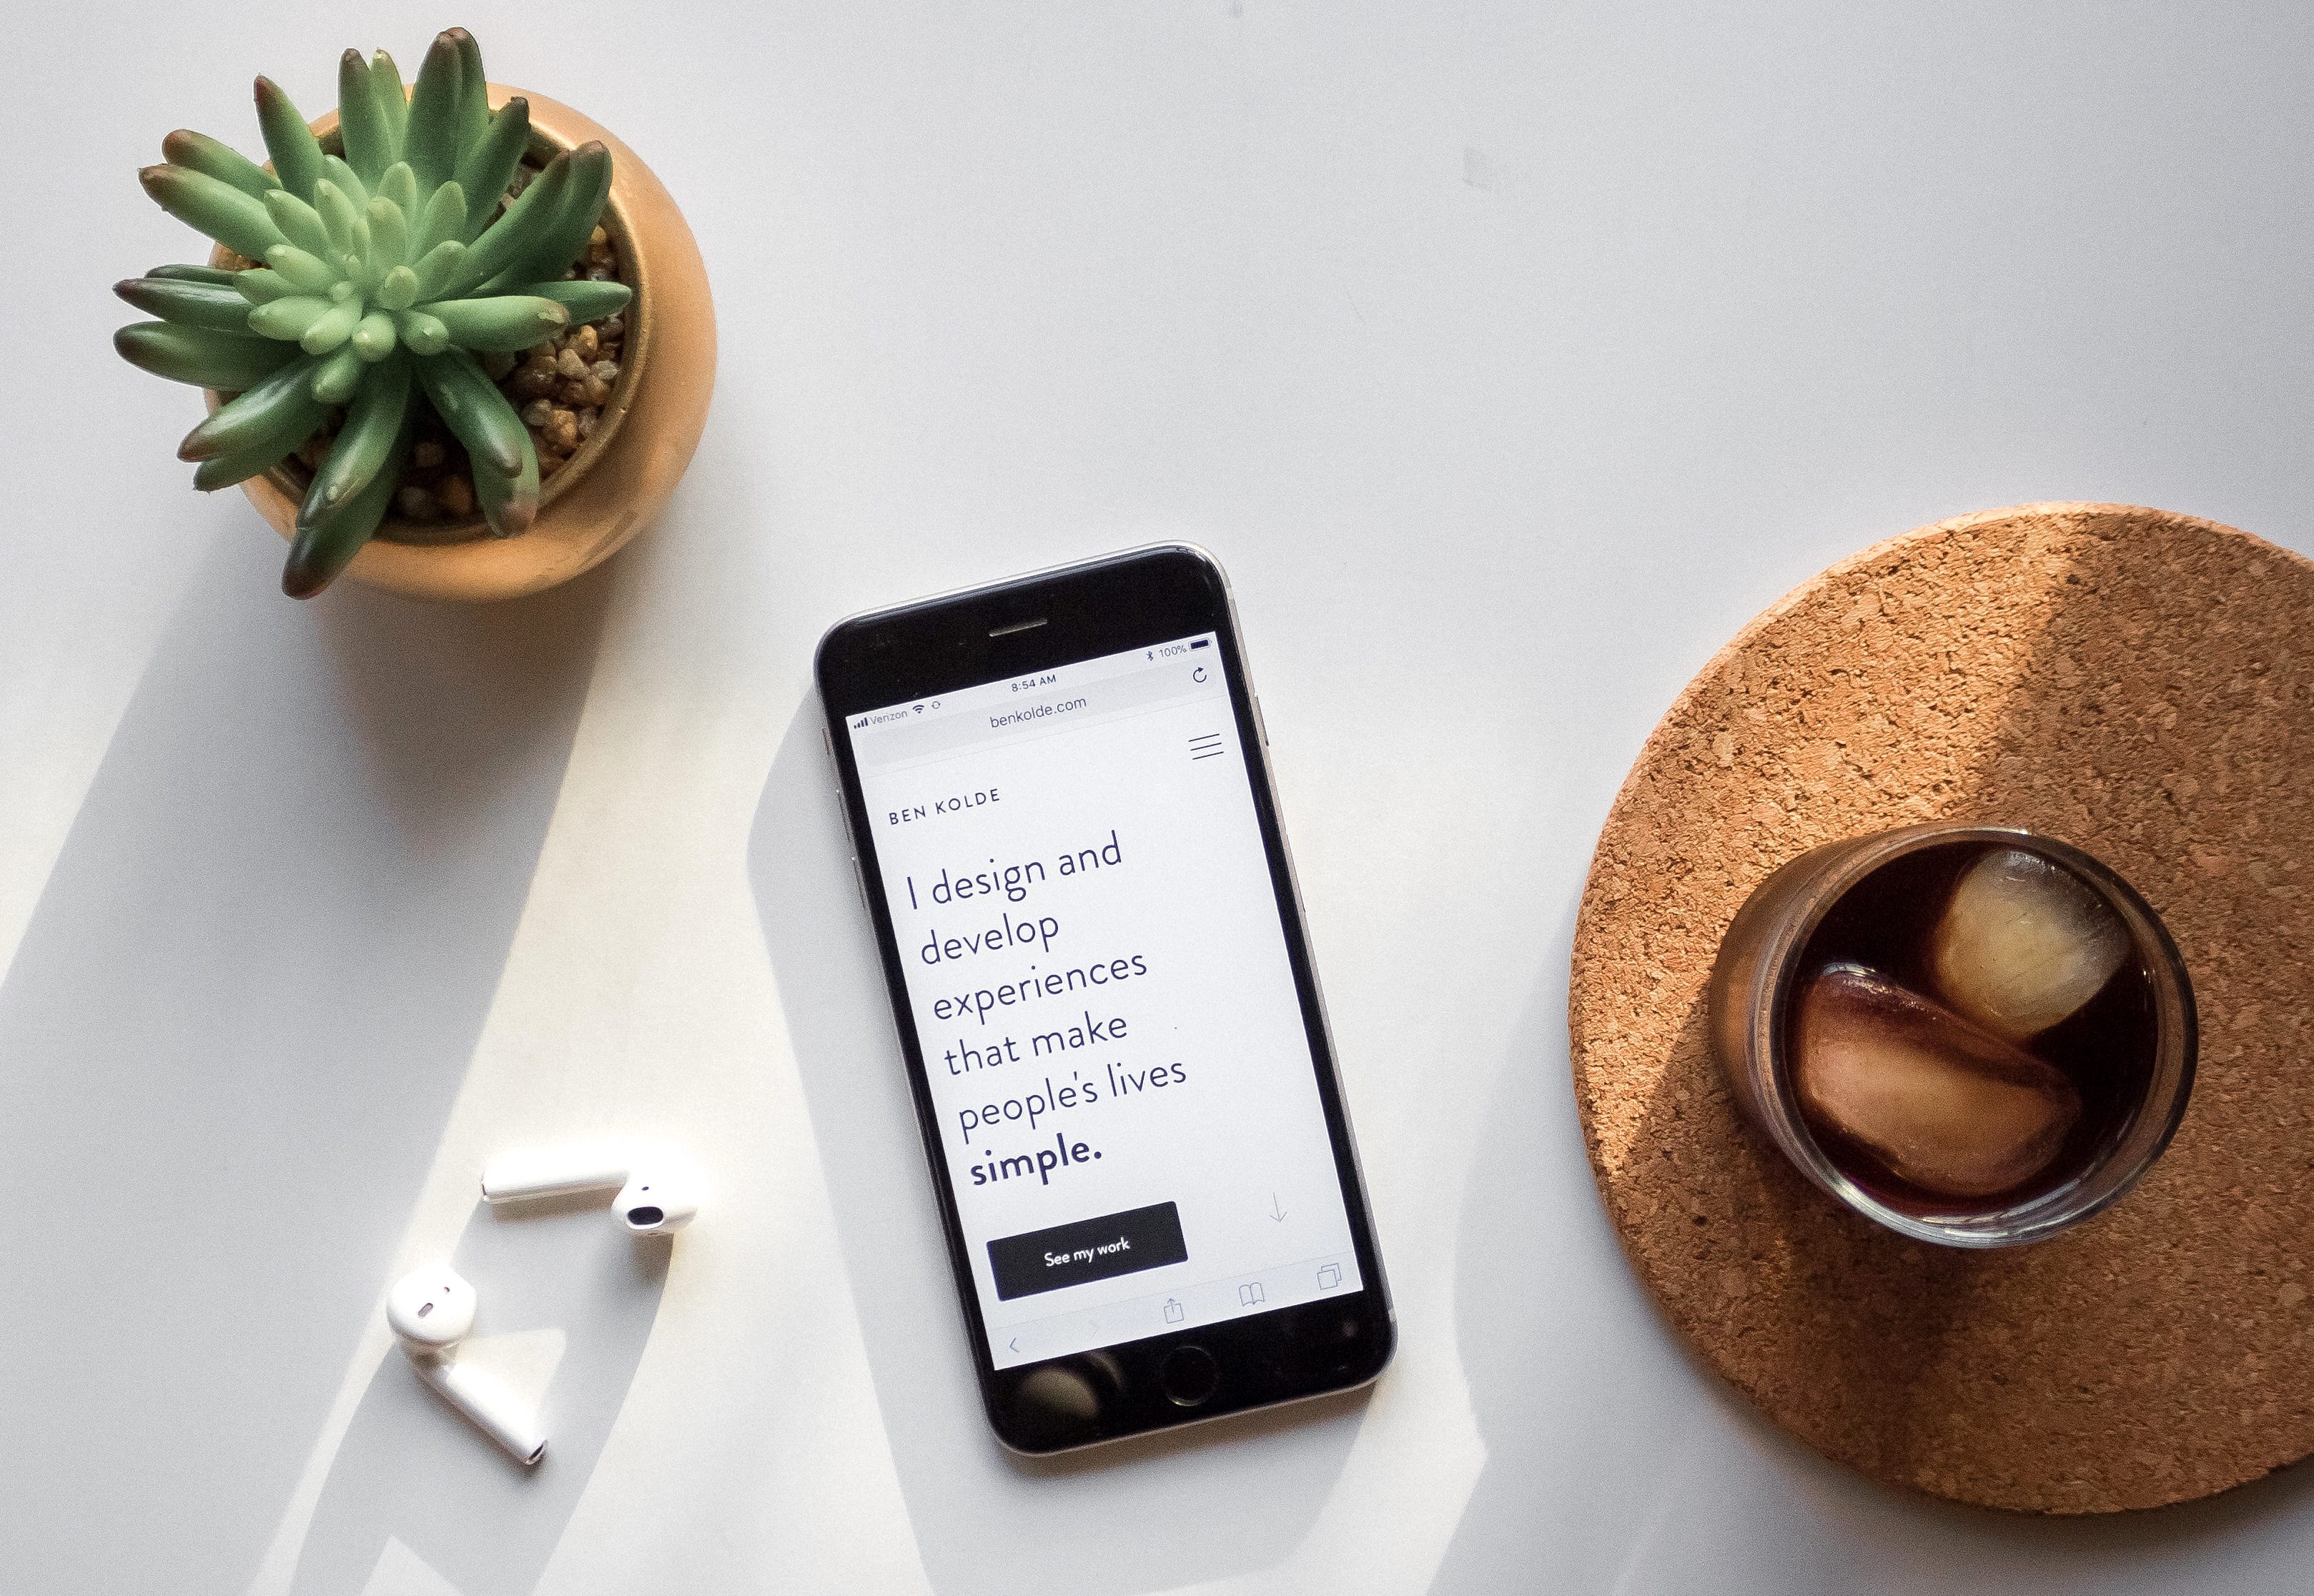 Verizon 8:54 AM 100%
benkolde.com
BEN KOLDE
I design and
develop
experiences
that make
people's lives
simple.
See my work